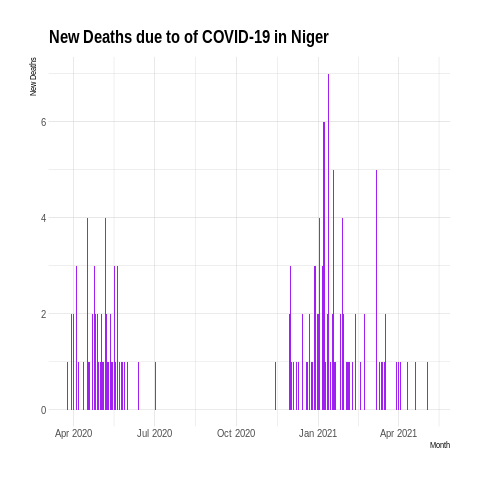 New Deaths due to of COVID-19 in Niger
New Deaths
6
4
2
0
Apr 2020 Jul 2020 Oct 2020 Jan 2021 Apr 2021
Month